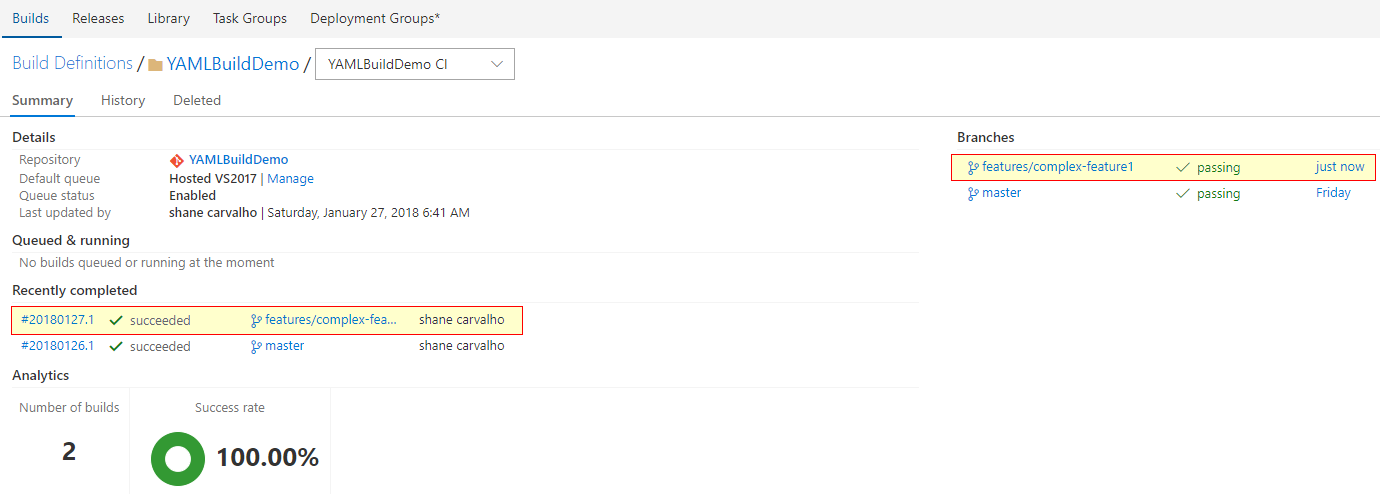 Builds Releases Library Task Groups Deployment Groups*
Build Definitions / YAMLBuildDemo / YAMLBuildDemo CI
Summary History Deleted
Details
Repository YAMLBuildDemo
Default queue Hosted VS2017 | Manage
Queue status Enabled
Last updated by shane carvalho | Saturday, January 27, 2018 6:41 AM
Queued & running
No builds queued or running at the moment
Recently completed
#20180127.1 succeeded features/complex-fea... shane carvalho
#20180126.1 succeeded master shane carvalho
Analytics
Number of builds Success rate
2 100.00%
Branches
features/complex-feature1 passing just now
master passing Friday